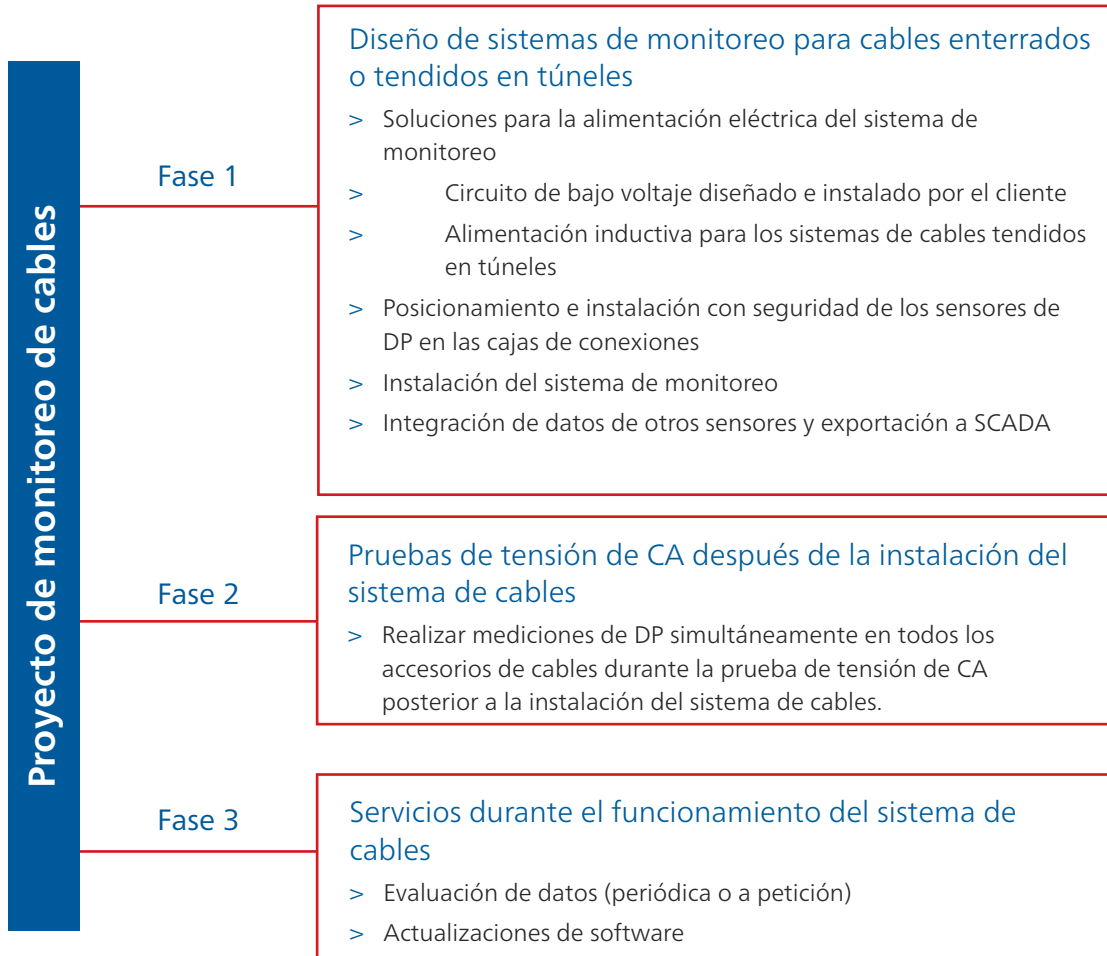 Proyecto de monitoreo de cables
Fase 1
Diseño de sistemas de monitoreo para cables enterrados
o tendidos en túneles
> Soluciones para la alimentación eléctrica del sistema de
monitoreo
> Circuito de bajo voltaje diseñado e instalado por el cliente
> Alimentación inductiva para los sistemas de cables tendidos
en túneles
> Posicionamiento e instalación con seguridad de los sensores de
DP en las cajas de conexiones
> Instalación del sistema de monitoreo
> Integración de datos de otros sensores y exportación a SCADA
Fase 2
Pruebas de tensión de CA después de la instalación del
sistema de cables
> Realizar mediciones de DP simultáneamente en todos los
accesorios de cables durante la prueba de tensión de CA
posterior a la instalación del sistema de cables.
Fase 3
Servicios durante el funcionamiento del sistema de
cables
> Evaluación de datos (periódica o a petición)
> Actualizaciones de software